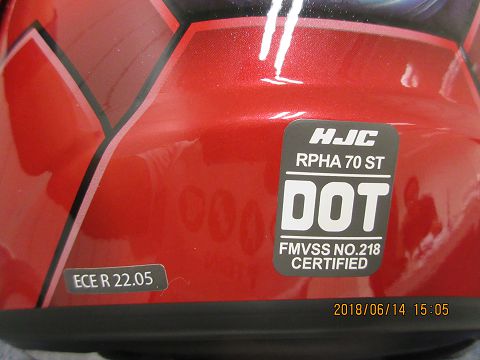 HJC
RPHA 70 ST
DOT
FMVSS NO.218
CERTIFIED
ECE R 22.05
2018/06/14 15:05